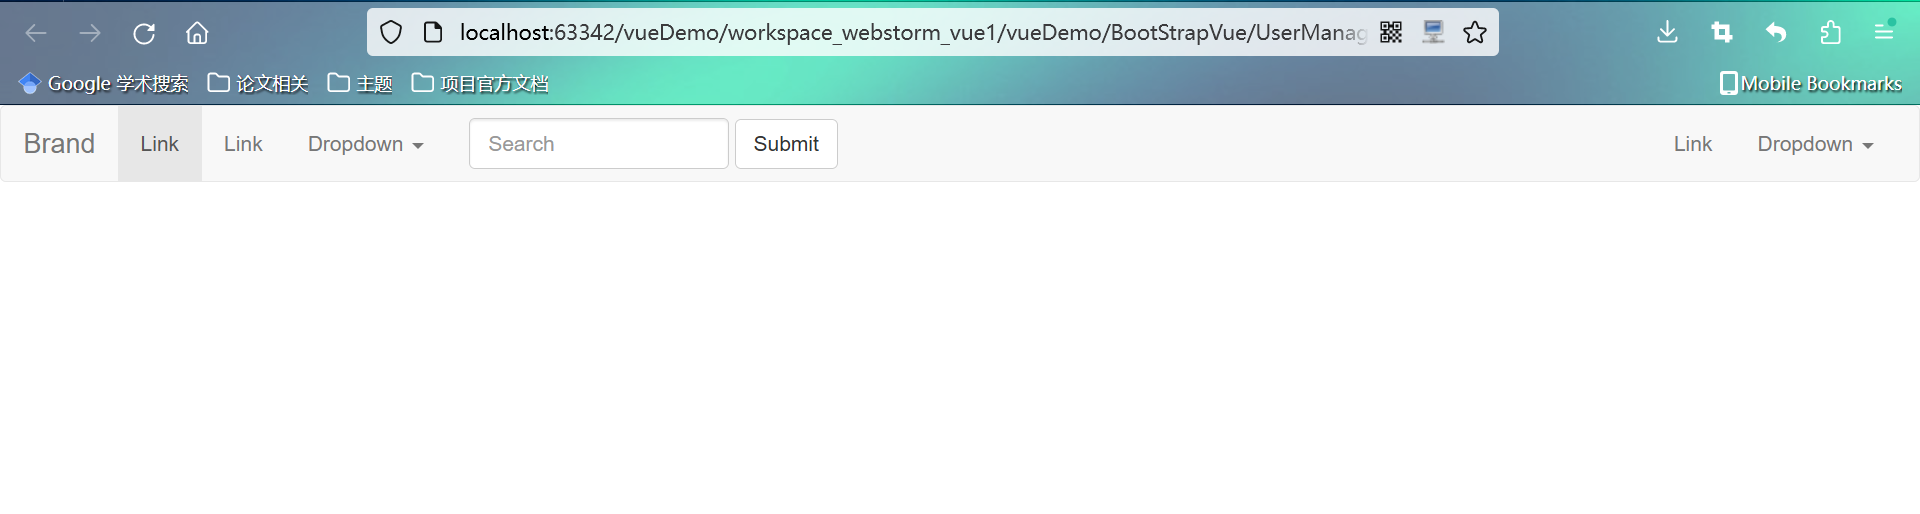 localhost:63342/vueDemo/workspace_webstorm_vue1/vueDemo/BootStrapVue/UserManag
Google 学术搜索 论文相关 主题 项目官方文档 Mobile Bookmarks
Brand Link Link Dropdown Search Submit Link Dropdown